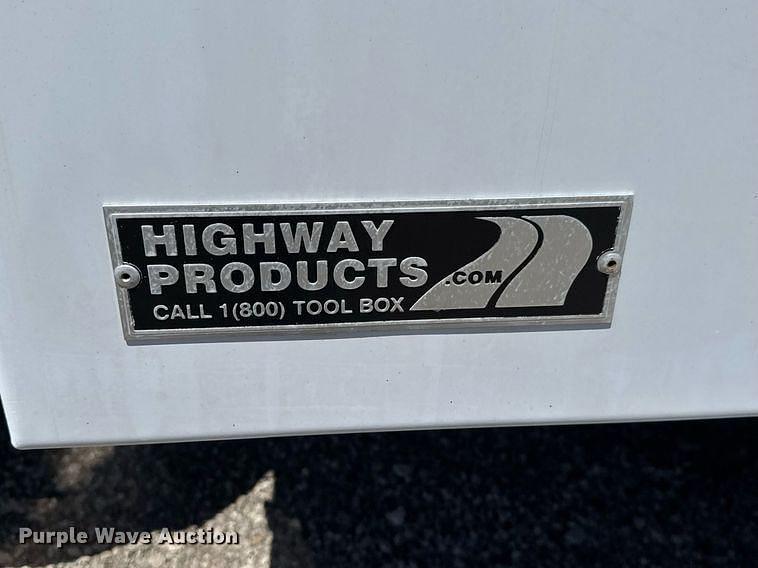 HIGHWAY
PRODUCTS .COM
CALL 1(800) TOOL BOX
Purple Wave Auction